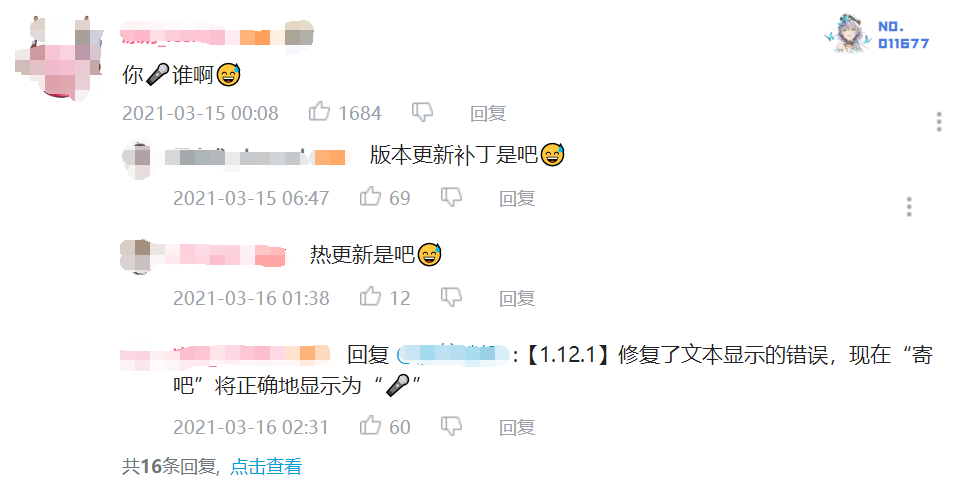 NO.
011677
你🎤谁啊😅
2021-03-15 00:08 1684 回复
版本更新补丁是吧😅
2021-03-15 06:47 69 回复
热更新是吧😅
2021-03-16 01:38 12 回复
回复 :【1.12.1】修复了文本显示的错误，现在“寄
吧”将正确地显示为“🎤”
2021-03-16 02:31 60 回复
共16条回复, 点击查看